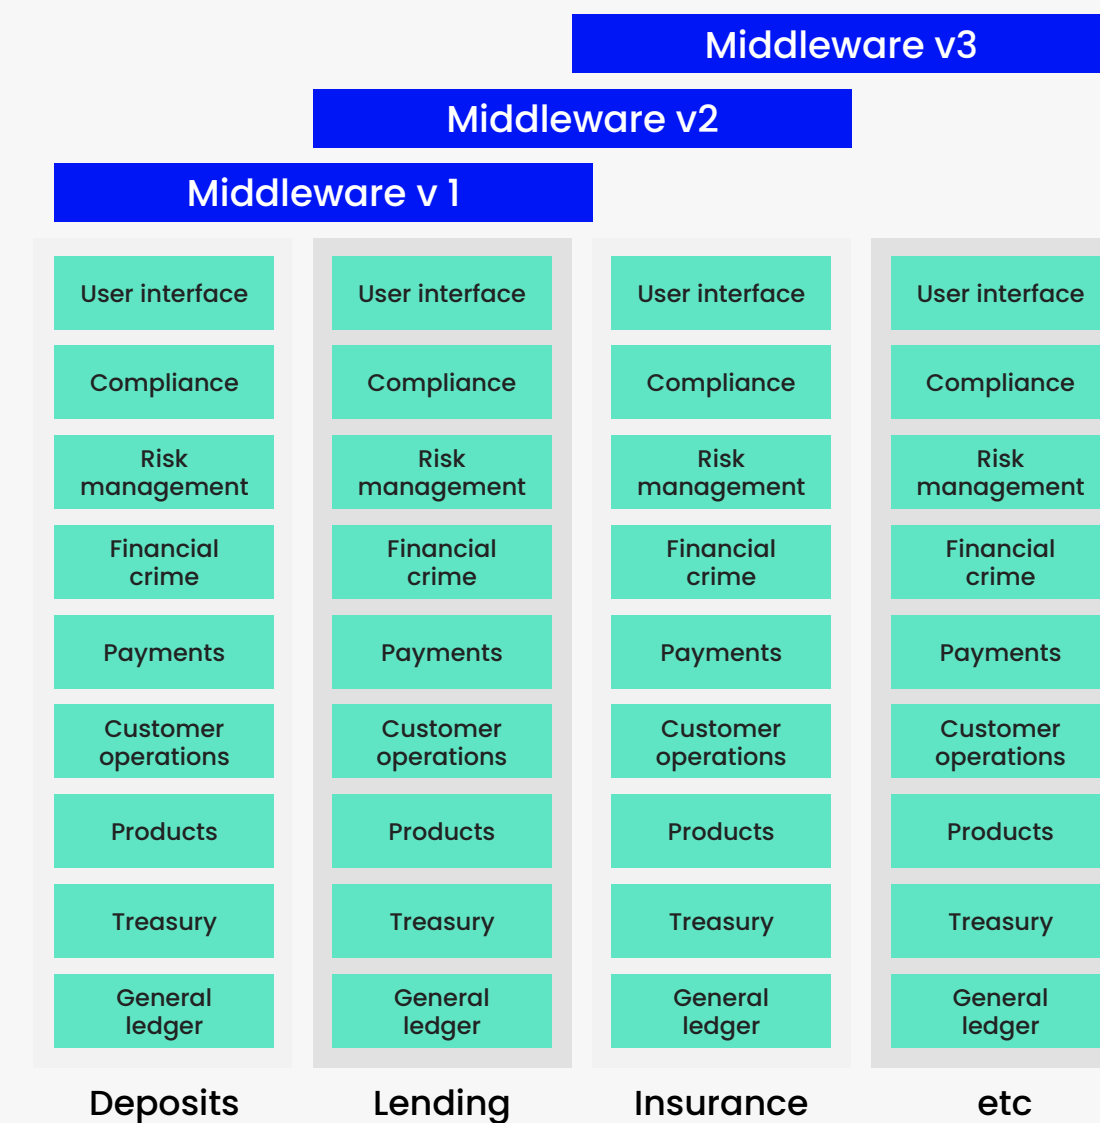 Middleware v3
Middleware v2
Middleware v 1
User interface
User interface
User interface
User interface
Compliance
Compliance
Compliance
Compliance
Risk
management
Risk
management
Risk
management
Risk
management
Financial
crime
Financial
crime
Financial
crime
Financial
crime
Payments
Payments
Payments
Payments
Customer
operations
Customer
operations
Customer
operations
Customer
operations
Products
Products
Products
Products
Treasury
Treasury
Treasury
Treasury
General
ledger
General
ledger
General
ledger
General
ledger
Deposits
Lending
Insurance
etc